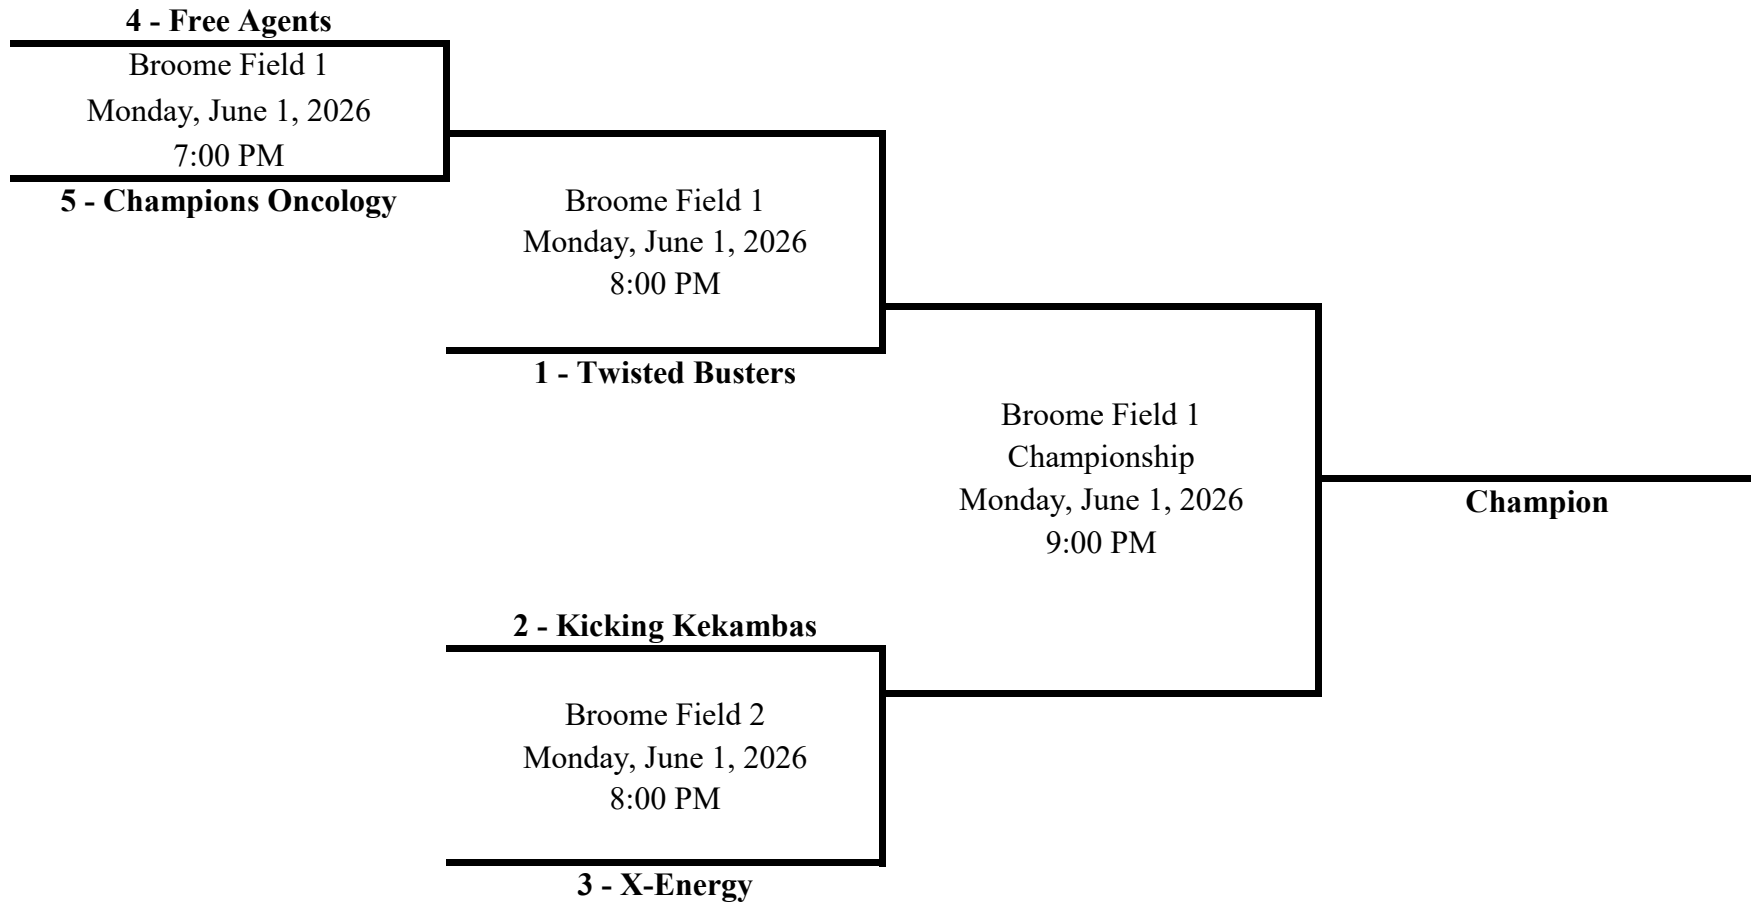 4 - Free Agents
Broome Field 1
Monday, June 1, 2026
7:00 PM
5 - Champions Oncology
Broome Field 1
Monday, June 1, 2026
8:00 PM
1 - Twisted Busters
Broome Field 1
Championship
Monday, June 1, 2026
9:00 PM
Champion
2 - Kicking Kekambas
Broome Field 2
Monday, June 1, 2026
8:00 PM
3 - X-Energy